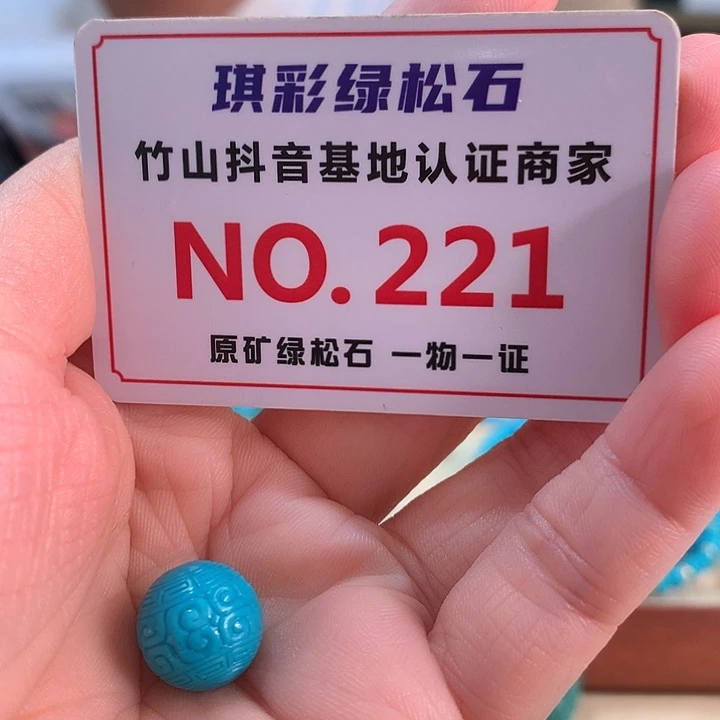 琪彩绿松石
竹山抖音基地认证商家
NO.221
原矿绿松石 一物一证